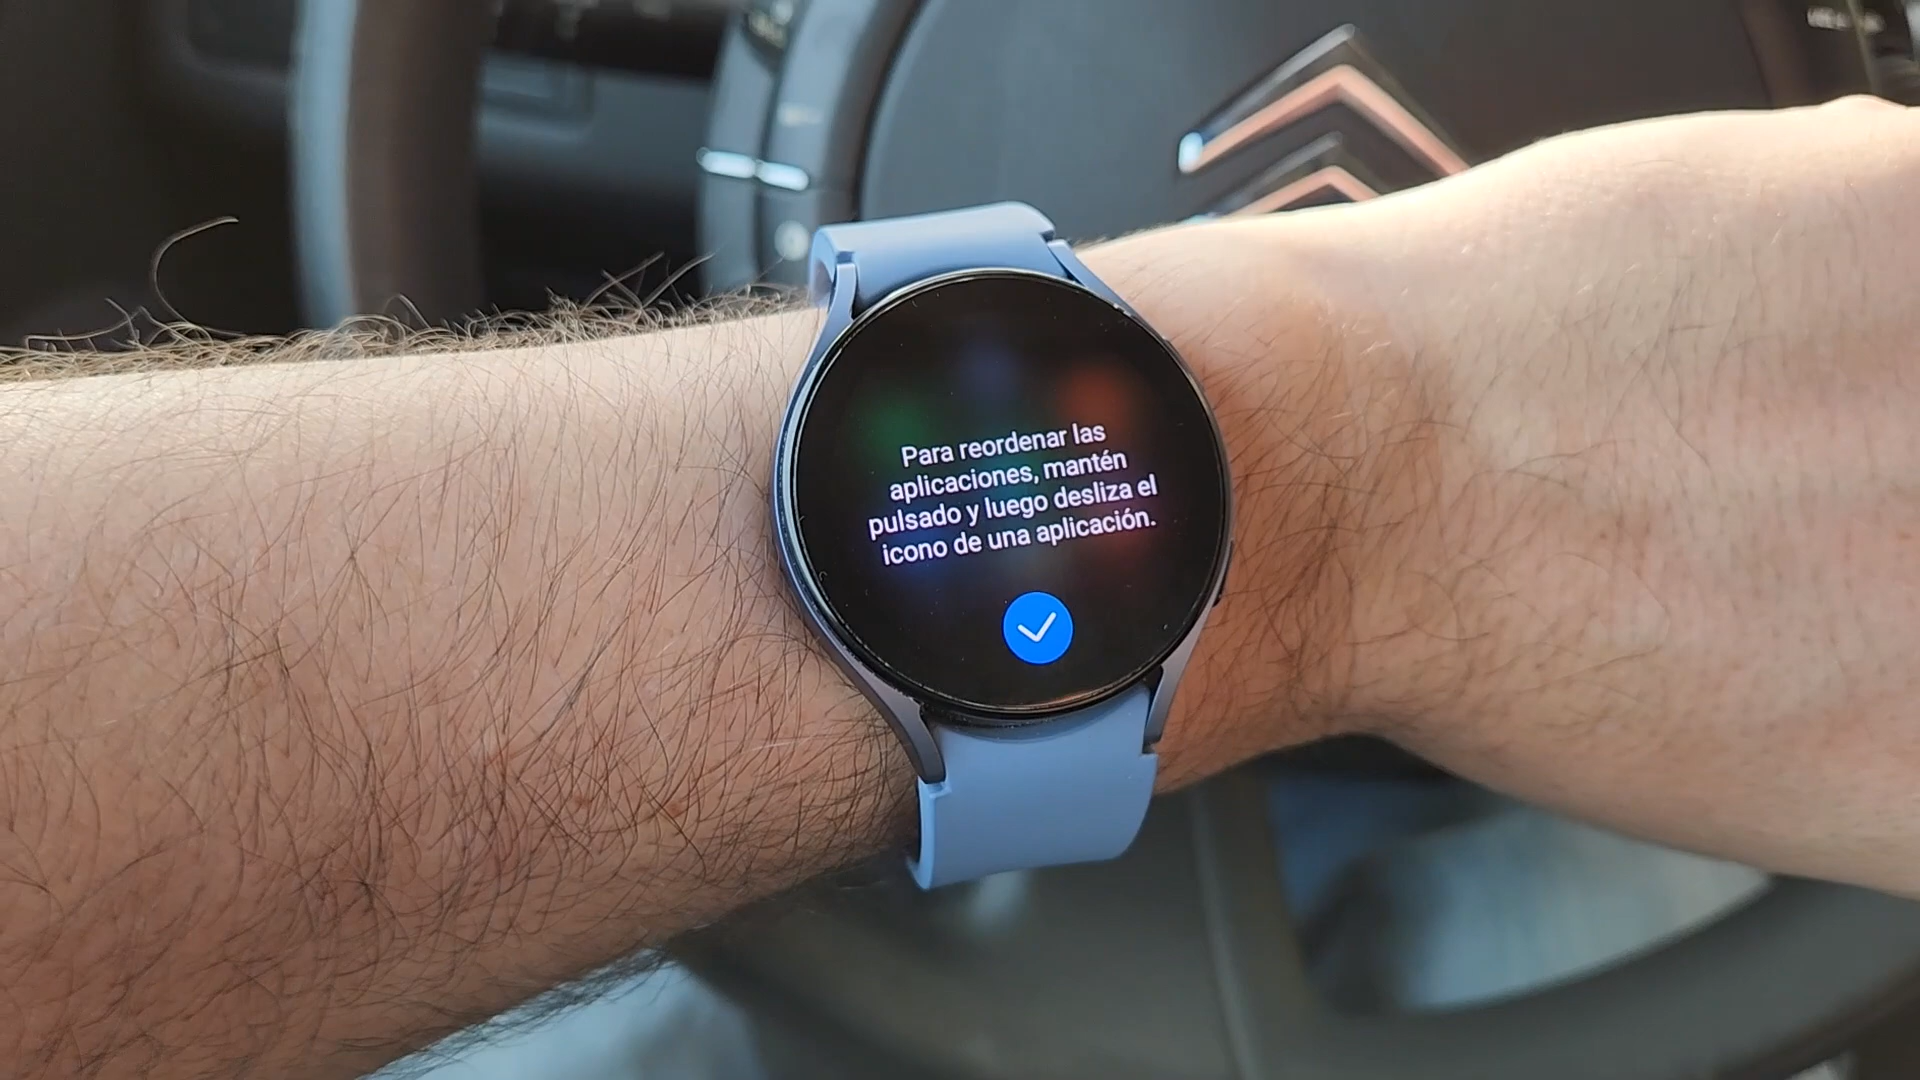 Para reordenar las
aplicaciones, mantén
pulsado y luego desliza el
icono de una aplicación.